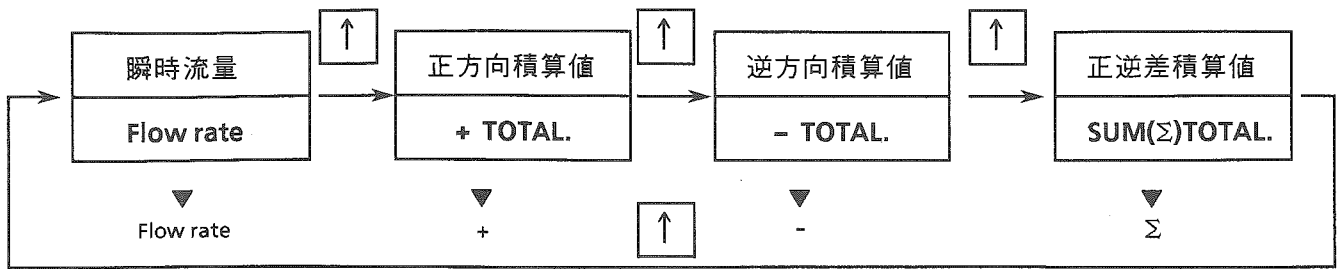 ↑ ↑ ↑
瞬時流量 正方向積算値 逆方向積算値 正逆差積算値
Flow rate + TOTAL. − TOTAL. SUM(Σ)TOTAL.
▼ ▼ ▼ ▼
Flow rate + - Σ
↑